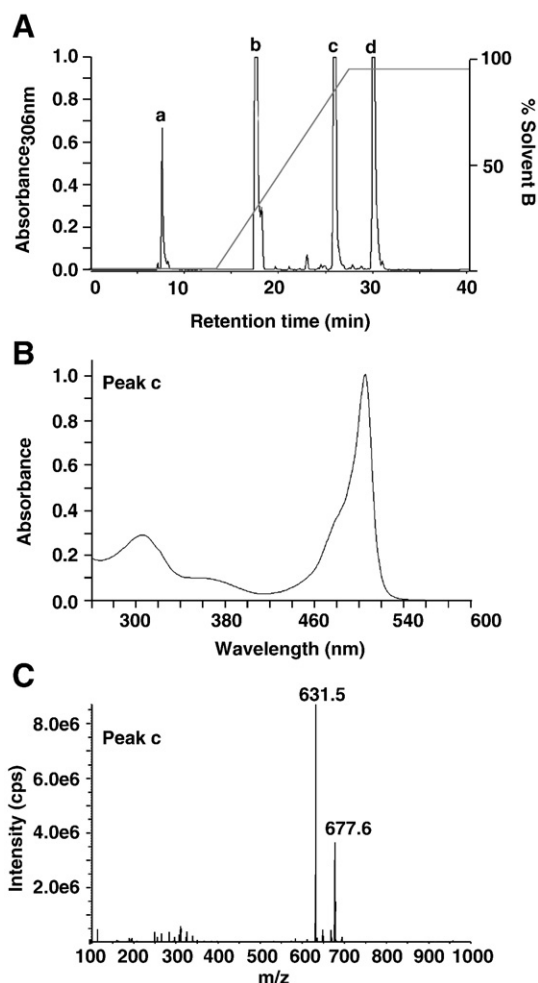 A
b
c
d
a
1.0
0.8
0.6
0.4
0.2
0.0
100
50
Absorbance306nm
% Solvent B
0
10
20
30
40
Retention time (min)
B
Peak c
1.0
0.8
0.6
0.4
0.2
0.0
Absorbance
300
380
460
540
600
Wavelength (nm)
C
631.5
Peak c
677.6
8.0e6
6.0e6
4.0e6
2.0e6
Intensity (cps)
100 200 300 400 500 600 700 800 900 1000
m/z